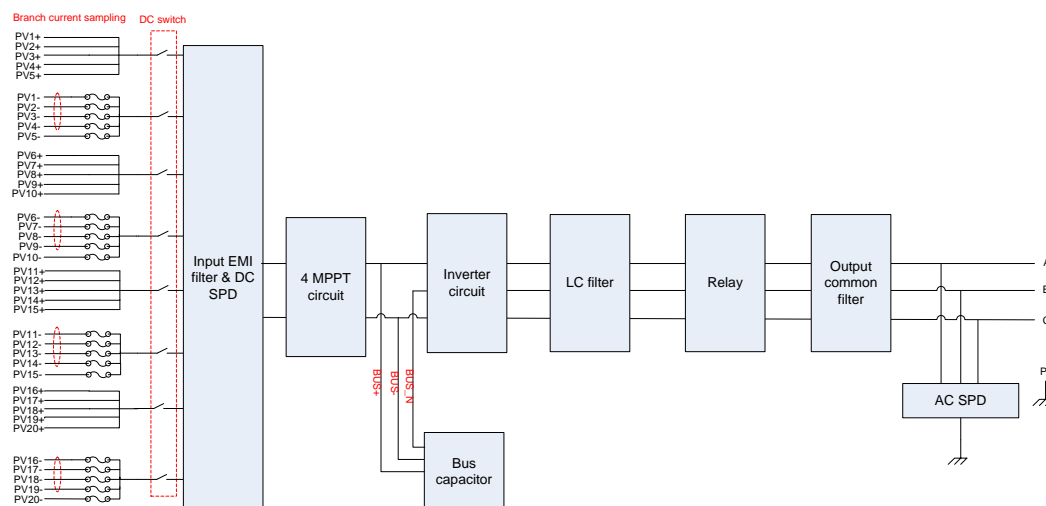 Branch current sampling
DC switch
PV1+
PV2+
PV3+
PV4+
PV5+
PV1-
PV2-
PV3-
PV4-
PV5-
PV6+
PV7+
PV8+
PV9+
PV10+
PV6-
PV7-
PV8-
PV9-
PV10-
PV11+
PV12+
PV13+
PV14+
PV15+
PV11-
PV12-
PV13-
PV14-
PV15-
PV16+
PV17+
PV18+
PV19+
PV20+
PV16-
PV17-
PV18-
PV19-
PV20-
Input EMI
filter & DC
SPD
4 MPPT
circuit
BUS+
BUS-
BUS_N
Bus
capacitor
Inverter
circuit
LC filter
Relay
Output
common
filter
AC SPD